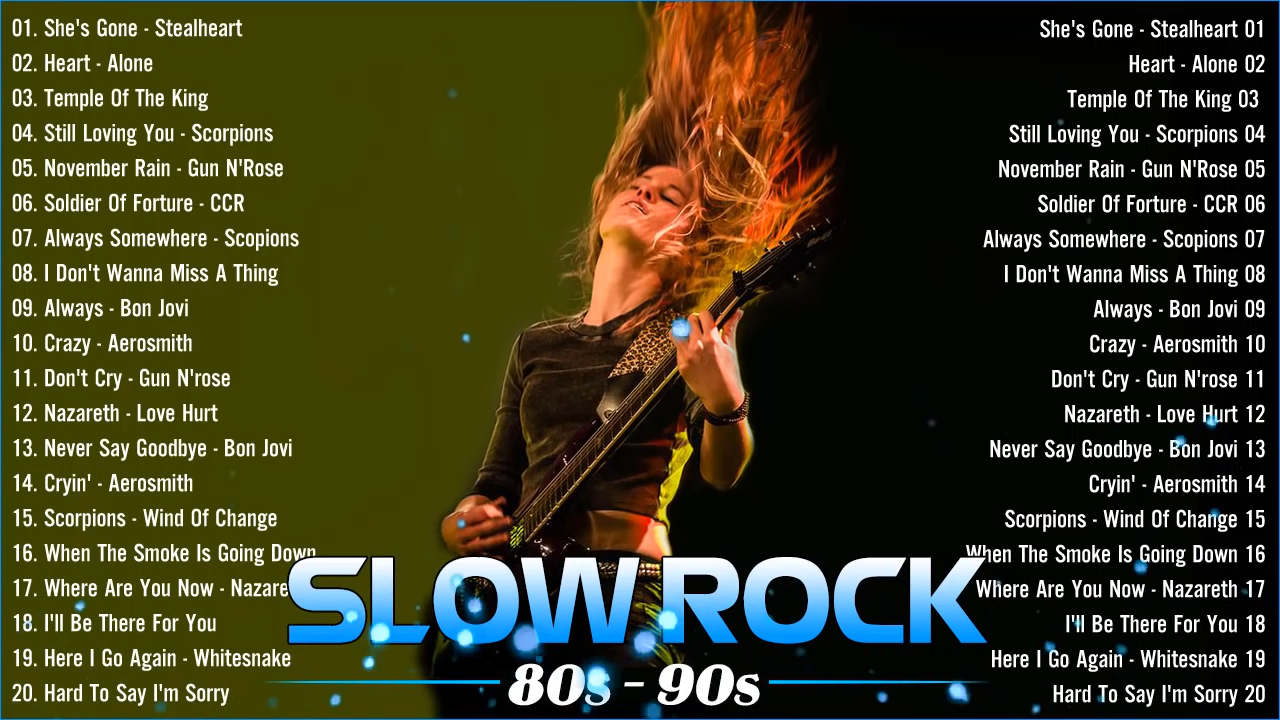 01. She's Gone - Stealheart
02. Heart - Alone
03. Temple Of The King
04. Still Loving You - Scorpions
05. November Rain - Gun N'Rose
06. Soldier Of Forture - CCR
07. Always Somewhere - Scopions
08. I Don't Wanna Miss A Thing
09. Always - Bon Jovi
10. Crazy - Aerosmith
11. Don't Cry - Gun N'rose
12. Nazareth - Love Hurt
13. Never Say Goodbye - Bon Jovi
14. Cryin' - Aerosmith
15. Scorpions - Wind Of Change
16. When The Smoke Is Going Down
17. Where Are You Now - Nazare
18. I'll Be There For You
19. Here I Go Again - Whitesnake
20. Hard To Say I'm Sorry
SLOW ROCK
80s - 90s
She's Gone - Stealheart 01
Heart - Alone 02
Temple Of The King 03
Still Loving You - Scorpions 04
November Rain - Gun N'Rose 05
Soldier Of Forture - CCR 06
Always Somewhere - Scopions 07
I Don't Wanna Miss A Thing 08
Always - Bon Jovi 09
Crazy - Aerosmith 10
Don't Cry - Gun N'rose 11
Nazareth - Love Hurt 12
Never Say Goodbye - Bon Jovi 13
Cryin' - Aerosmith 14
Scorpions - Wind Of Change 15
When The Smoke Is Going Down 16
Where Are You Now - Nazareth 17
I'll Be There For You 18
Here I Go Again - Whitesnake 19
Hard To Say I'm Sorry 20